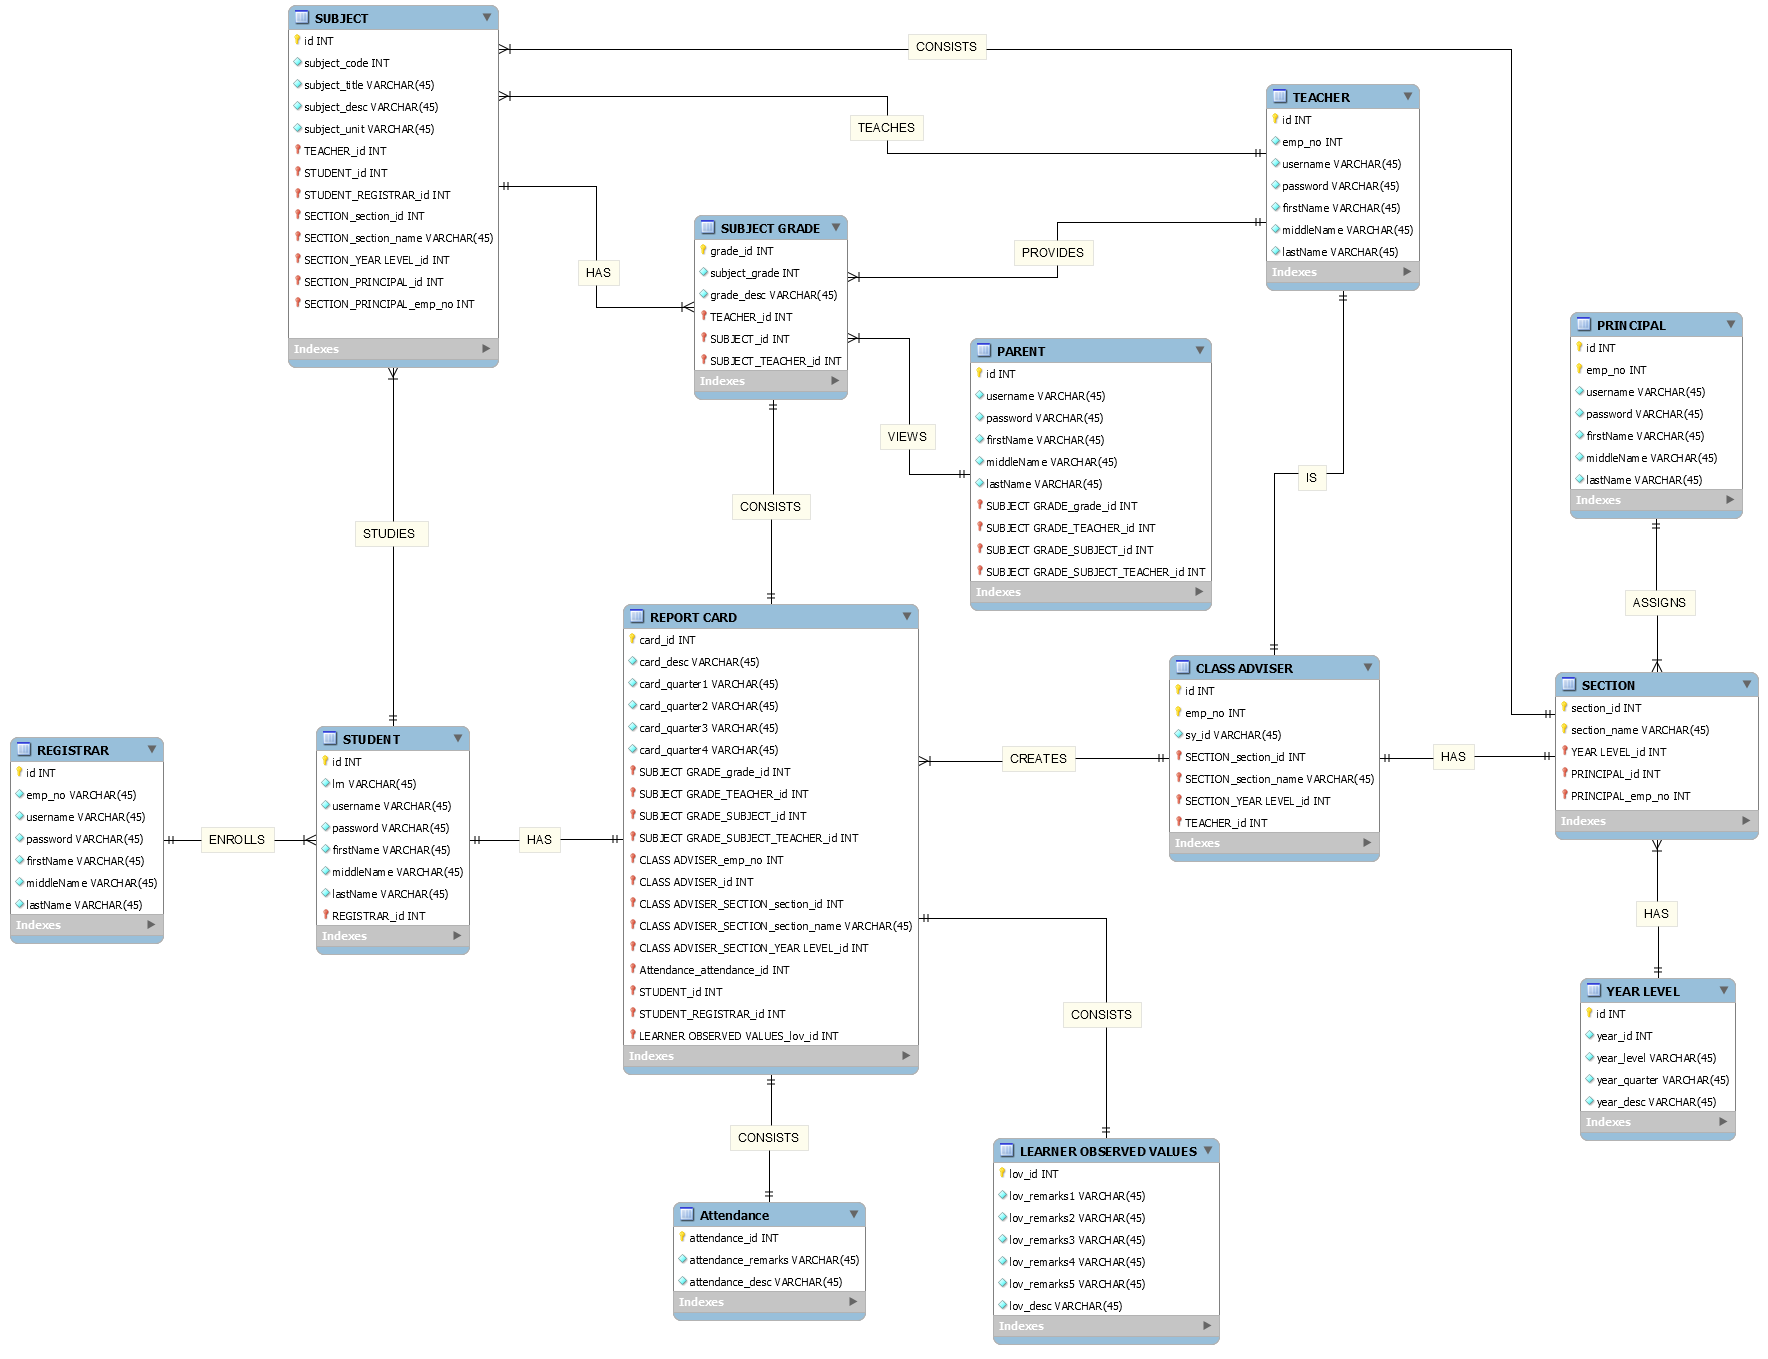 SUBJECT
id INT
subject_code INT
subject_title VARCHAR(45)
subject_desc VARCHAR(45)
subject_unit VARCHAR(45)
TEACHER_id INT
STUDENT_id INT
STUDENT_REGISTRAR_id INT
SECTION_section_id INT
SECTION_section_name VARCHAR(45)
SECTION_YEAR LEVEL_id INT
SECTION_PRINCIPAL_id INT
SECTION_PRINCIPAL_emp_no INT
Indexes
CONSISTS
TEACHES
TEACHER
id INT
emp_no INT
username VARCHAR(45)
password VARCHAR(45)
firstName VARCHAR(45)
middleName VARCHAR(45)
lastName VARCHAR(45)
Indexes
HAS
SUBJECT GRADE
grade_id INT
subject_grade INT
grade_desc VARCHAR(45)
TEACHER_id INT
SUBJECT_id INT
SUBJECT_TEACHER_id INT
Indexes
PROVIDES
VIEWS
PARENT
id INT
username VARCHAR(45)
password VARCHAR(45)
firstName VARCHAR(45)
middleName VARCHAR(45)
lastName VARCHAR(45)
SUBJECT GRADE_grade_id INT
SUBJECT GRADE_TEACHER_id INT
SUBJECT GRADE_SUBJECT_id INT
SUBJECT GRADE_SUBJECT_TEACHER_id INT
Indexes
IS
PRINCIPAL
id INT
emp_no INT
username VARCHAR(45)
password VARCHAR(45)
firstName VARCHAR(45)
middleName VARCHAR(45)
lastName VARCHAR(45)
Indexes
STUDIES
CONSISTS
ASSIGNS
REGISTRAR
id INT
emp_no VARCHAR(45)
username VARCHAR(45)
password VARCHAR(45)
firstName VARCHAR(45)
middleName VARCHAR(45)
lastName VARCHAR(45)
Indexes
ENROLLS
STUDENT
id INT
lrn VARCHAR(45)
username VARCHAR(45)
password VARCHAR(45)
firstName VARCHAR(45)
middleName VARCHAR(45)
lastName VARCHAR(45)
REGISTRAR_id INT
Indexes
HAS
REPORT CARD
card_id INT
card_desc VARCHAR(45)
card_quarter1 VARCHAR(45)
card_quarter2 VARCHAR(45)
card_quarter3 VARCHAR(45)
card_quarter4 VARCHAR(45)
SUBJECT GRADE_grade_id INT
SUBJECT GRADE_TEACHER_id INT
SUBJECT GRADE_SUBJECT_id INT
SUBJECT GRADE_SUBJECT_TEACHER_id INT
CLASS ADVISER_emp_no INT
CLASS ADVISER_id INT
CLASS ADVISER_SECTION_section_id INT
CLASS ADVISER_SECTION_section_name VARCHAR(45)
CLASS ADVISER_SECTION_YEAR LEVEL_id INT
Attendance_attendance_id INT
STUDENT_id INT
STUDENT_REGISTRAR_id INT
LEARNER OBSERVED VALUES_lov_id INT
Indexes
CREATES
CLASS ADVISER
id INT
emp_no INT
sy_id VARCHAR(45)
SECTION_section_id INT
SECTION_section_name VARCHAR(45)
SECTION_YEAR LEVEL_id INT
TEACHER_id INT
Indexes
HAS
SECTION
section_id INT
section_name VARCHAR(45)
YEAR LEVEL_id INT
PRINCIPAL_id INT
PRINCIPAL_emp_no INT
Indexes
HAS
YEAR LEVEL
id INT
year_id INT
year_level VARCHAR(45)
year_quarter VARCHAR(45)
year_desc VARCHAR(45)
Indexes
CONSISTS
CONSISTS
Attendance
attendance_id INT
attendance_remarks VARCHAR(45)
attendance_desc VARCHAR(45)
Indexes
LEARNER OBSERVED VALUES
lov_id INT
lov_remarks1 VARCHAR(45)
lov_remarks2 VARCHAR(45)
lov_remarks3 VARCHAR(45)
lov_remarks4 VARCHAR(45)
lov_remarks5 VARCHAR(45)
lov_desc VARCHAR(45)
Indexes